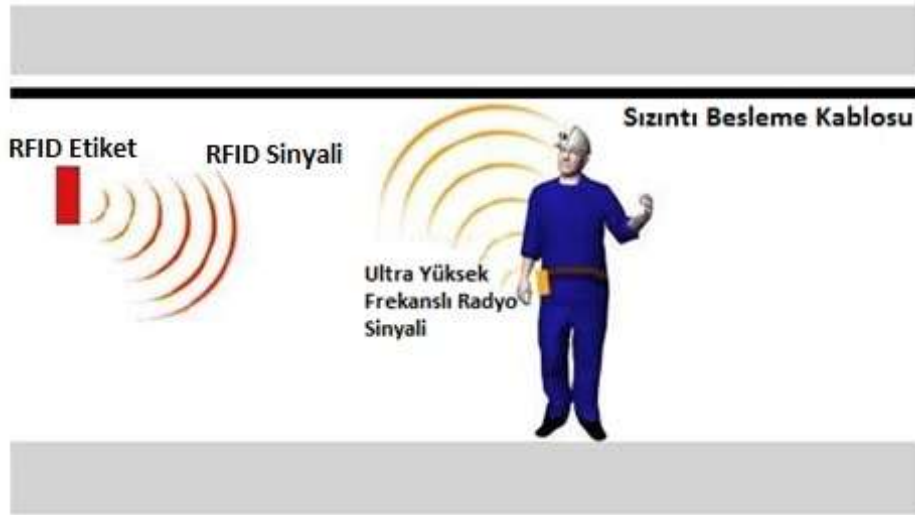 Sızıntı Besleme Kablosu
RFID Etiket
RFID Sinyali
Ultra Yüksek
Frekanslı Radyo
Sinyali